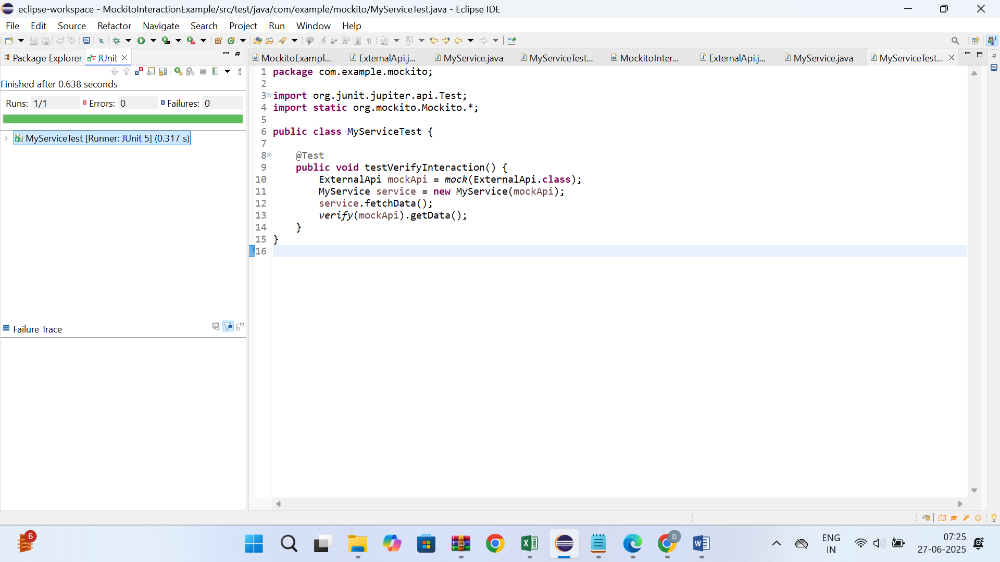 eclipse-workspace - MockitoInteractionExample/src/test/java/com/example/mockito/MyServiceTest.java - Eclipse IDE
File Edit Source Refactor Navigate Search Project Run Window Help
Package Explorer JUnit
Finished after 0.638 seconds
Runs: 1/1 Errors: 0 Failures: 0
MyServiceTest [Runner: JUnit 5] (0.317 s)
Failure Trace
MockitoExampl... ExternalApi.j... MyService.java MyServiceTest... MockitoInter... ExternalApi.j... MyService.java MyServiceTest...
1 package com.example.mockito;
2
3 import org.junit.jupiter.api.Test;
4 import static org.mockito.Mockito.*;
5
6 public class MyServiceTest {
7
8 @Test
9 public void testVerifyInteraction() {
10 ExternalApi mockApi = mock(ExternalApi.class);
11 MyService service = new MyService(mockApi);
12 service.fetchData();
13 verify(mockApi).getData();
14 }
15 }
16
6
D
ENG
IN
07:25
27-06-2025